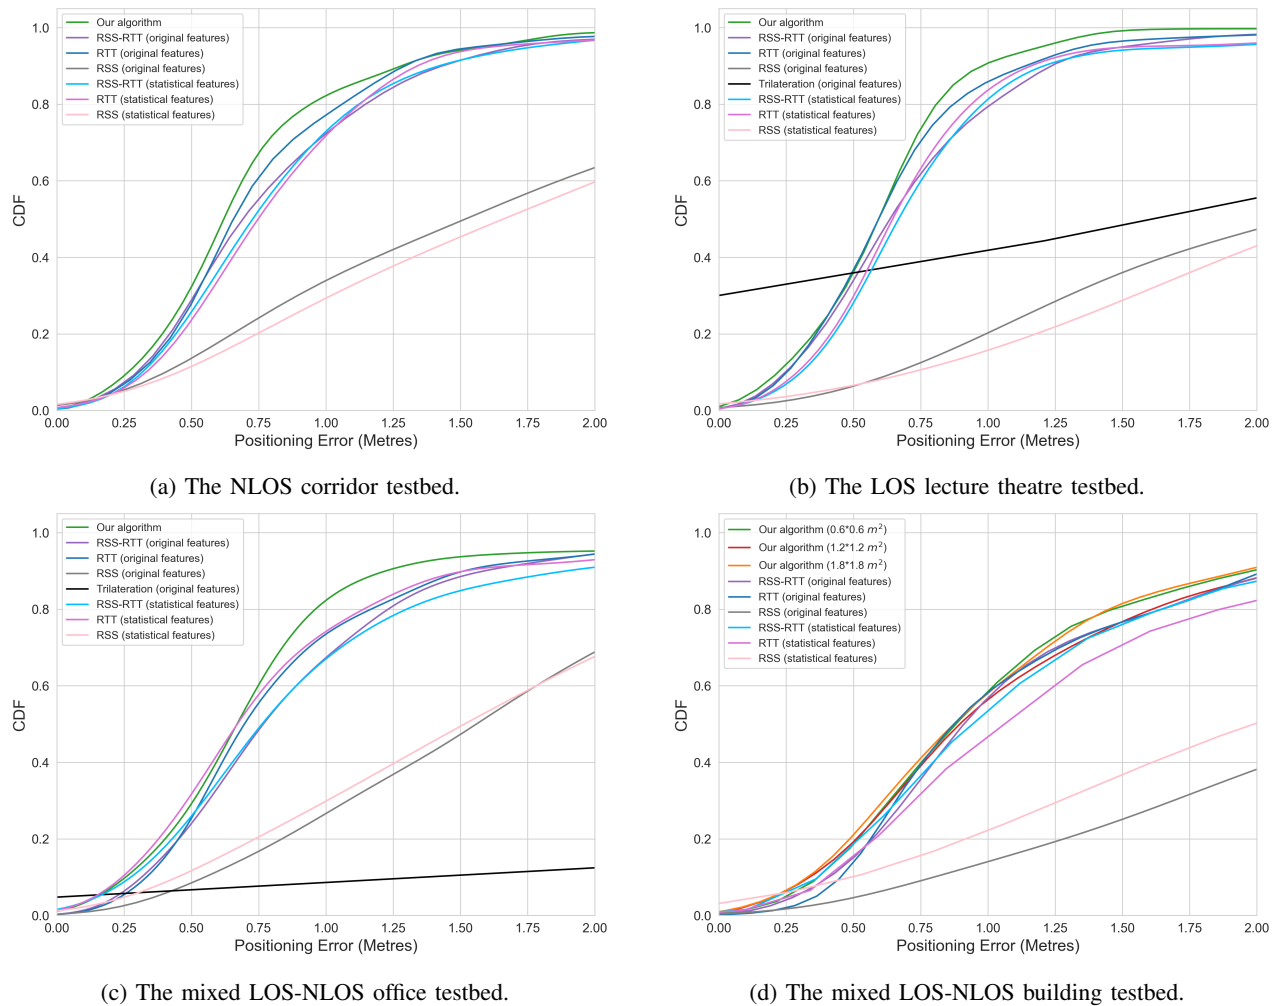 Our algorithm
RSS-RTT (original features)
RTT (original features)
RSS (original features)
RSS-RTT (statistical features)
RTT (statistical features)
RSS (statistical features)
1.0
0.8
0.6
0.4
0.2
0.0
CDF
0.00 0.25 0.50 0.75 1.00 1.25 1.50 1.75 2.00
Positioning Error (Metres)
(a) The NLOS corridor testbed.
Our algorithm
RSS-RTT (original features)
RTT (original features)
RSS (original features)
Trilateration (original features)
RSS-RTT (statistical features)
RTT (statistical features)
RSS (statistical features)
1.0
0.8
0.6
0.4
0.2
0.0
CDF
0.00 0.25 0.50 0.75 1.00 1.25 1.50 1.75 2.00
Positioning Error (Metres)
(b) The LOS lecture theatre testbed.
Our algorithm
RSS-RTT (original features)
RTT (original features)
RSS (original features)
Trilateration (original features)
RSS-RTT (statistical features)
RTT (statistical features)
RSS (statistical features)
1.0
0.8
0.6
0.4
0.2
0.0
CDF
0.00 0.25 0.50 0.75 1.00 1.25 1.50 1.75 2.00
Positioning Error (Metres)
(c) The mixed LOS-NLOS office testbed.
Our algorithm (0.6*0.6 m²)
Our algorithm (1.2*1.2 m²)
Our algorithm (1.8*1.8 m²)
RSS-RTT (original features)
RTT (original features)
RSS (original features)
RSS-RTT (statistical features)
RTT (statistical features)
RSS (statistical features)
1.0
0.8
0.6
0.4
0.2
0.0
CDF
0.00 0.25 0.50 0.75 1.00 1.25 1.50 1.75 2.00
Positioning Error (Metres)
(d) The mixed LOS-NLOS building testbed.